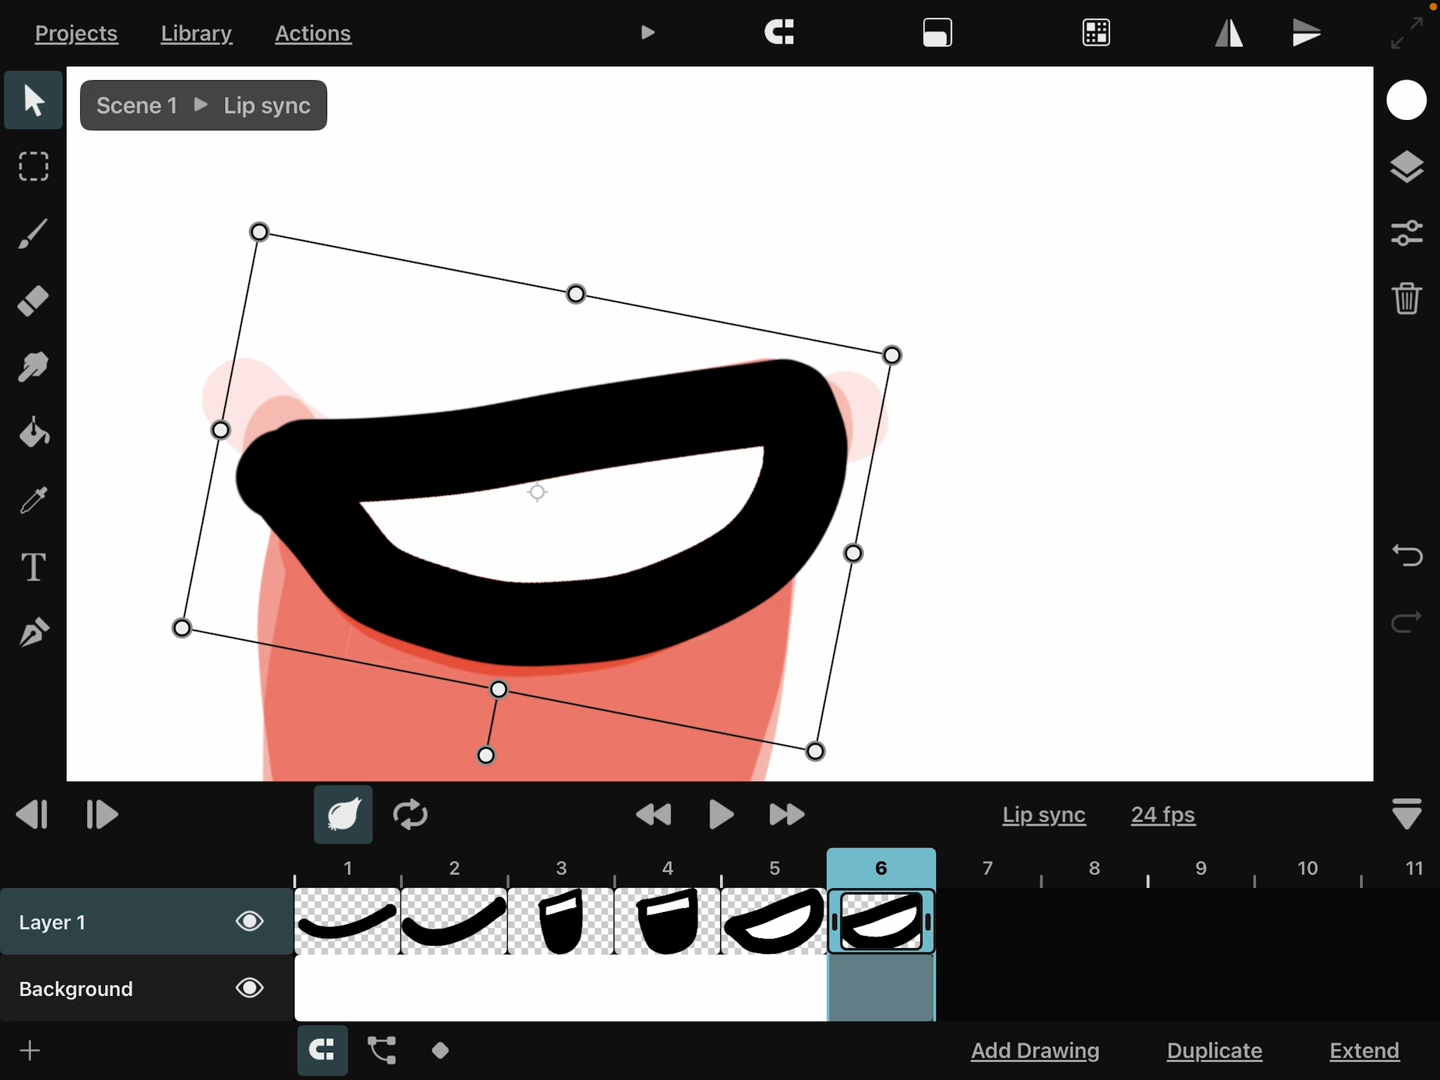 Projects Library Actions
Scene 1 Lip sync
T
Lip sync 24 fps
1 2 3 4 5 6 7 8 9 10 11
Layer 1
Background
Add Drawing Duplicate Extend